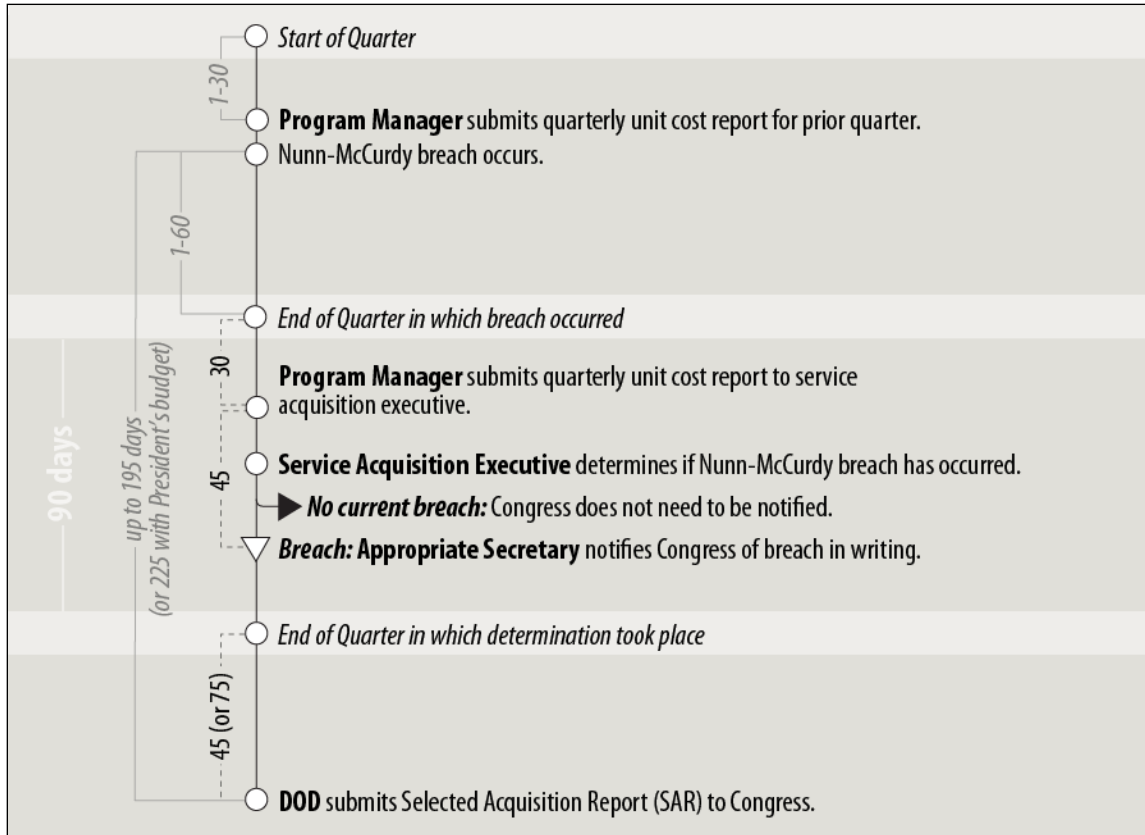 Start of Quarter
1-30
Program Manager submits quarterly unit cost report for prior quarter.
Nunn-McCurdy breach occurs.
1-60
End of Quarter in which breach occurred
30
Program Manager submits quarterly unit cost report to service
acquisition executive.
90 days
up to 195 days
(or 225 with President's budget)
45
Service Acquisition Executive determines if Nunn-McCurdy breach has occurred.
No current breach: Congress does not need to be notified.
Breach: Appropriate Secretary notifies Congress of breach in writing.
End of Quarter in which determination took place
45 (or 75)
DOD submits Selected Acquisition Report (SAR) to Congress.